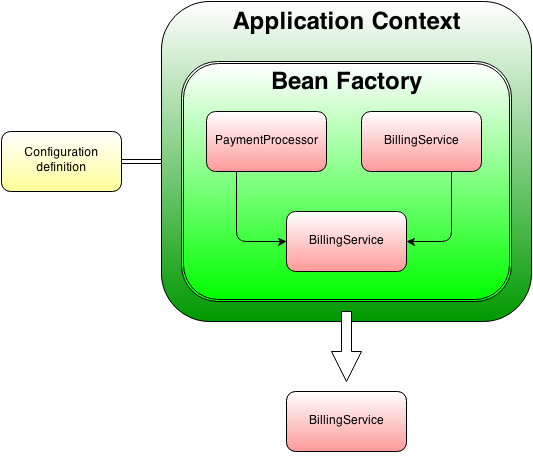 Application Context
Bean Factory
PaymentProcessor
BillingService
Configuration
definition
BillingService
BillingService